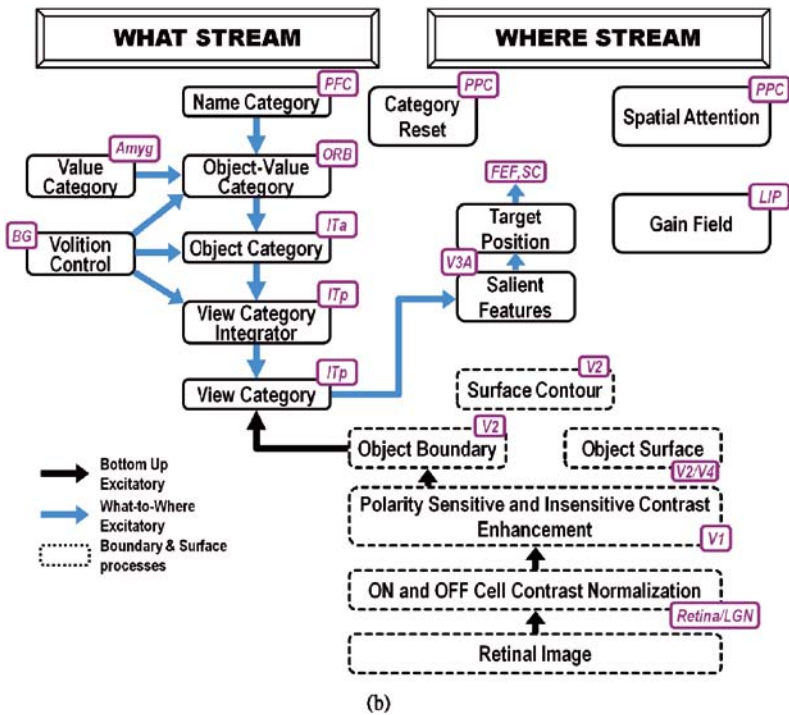 WHAT STREAM
WHERE STREAM
PFC
Name Category
PPC
Category
Reset
PPC
Spatial Attention
Amyg
Value
Category
ORB
Object-Value
Category
FEF,SC
Target
Position
LIP
Gain Field
BG
Volition
Control
ITa
Object Category
V3A
Salient
Features
ITp
View Category
Integrator
ITp
View Category
V2
Surface Contour
V2
Object Boundary
Object Surface
V2/V4
Bottom Up
Excitatory
What-to-Where
Excitatory
Boundary & Surface
processes
Polarity Sensitive and Insensitive Contrast
Enhancement
V1
ON and OFF Cell Contrast Normalization
Retina/LGN
Retinal Image
(b)